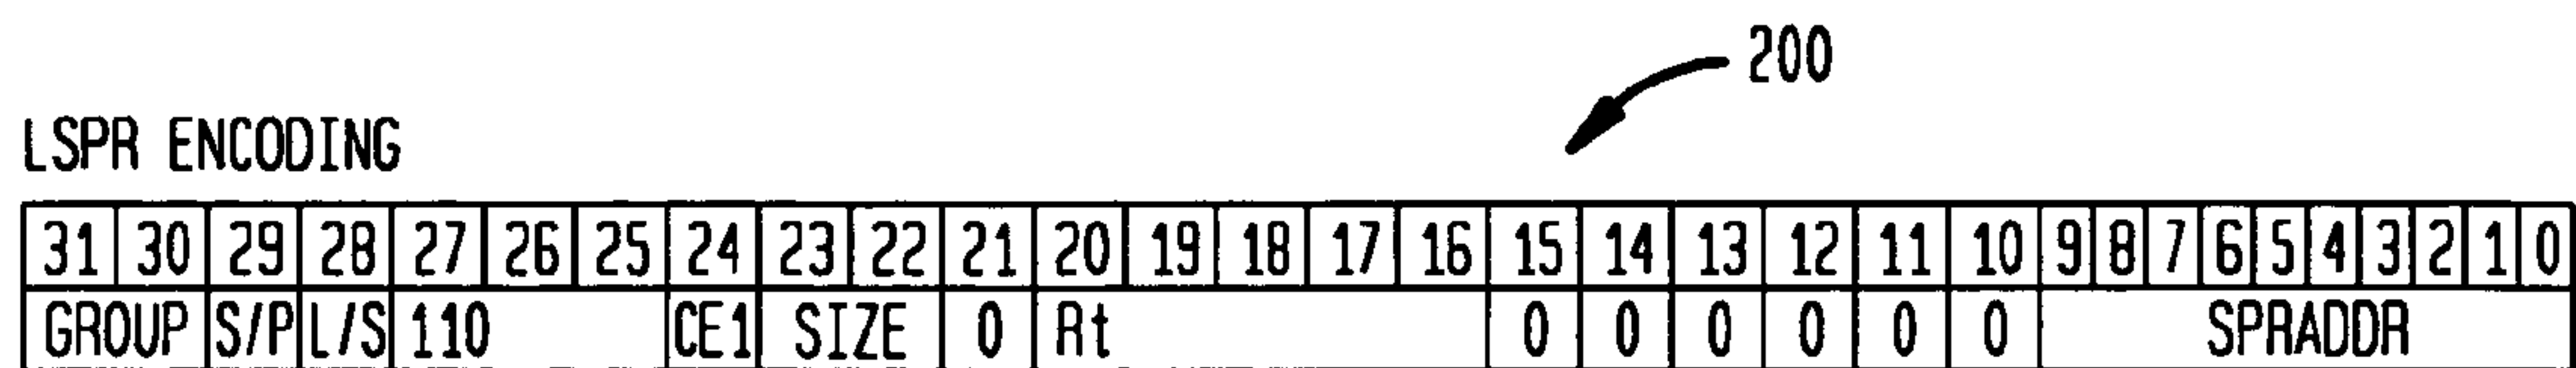 200
LSPR ENCODING
31 30 29 28 27 26 25 24 23 22 21 20 19 18 17 16 15 14 13 12 11 10 9 8 7 6 5 4 3 2 1 0
GROUP S/P L/S 110 CE1 SIZE 0 Rt 0 0 0 0 0 0 SPRADDR